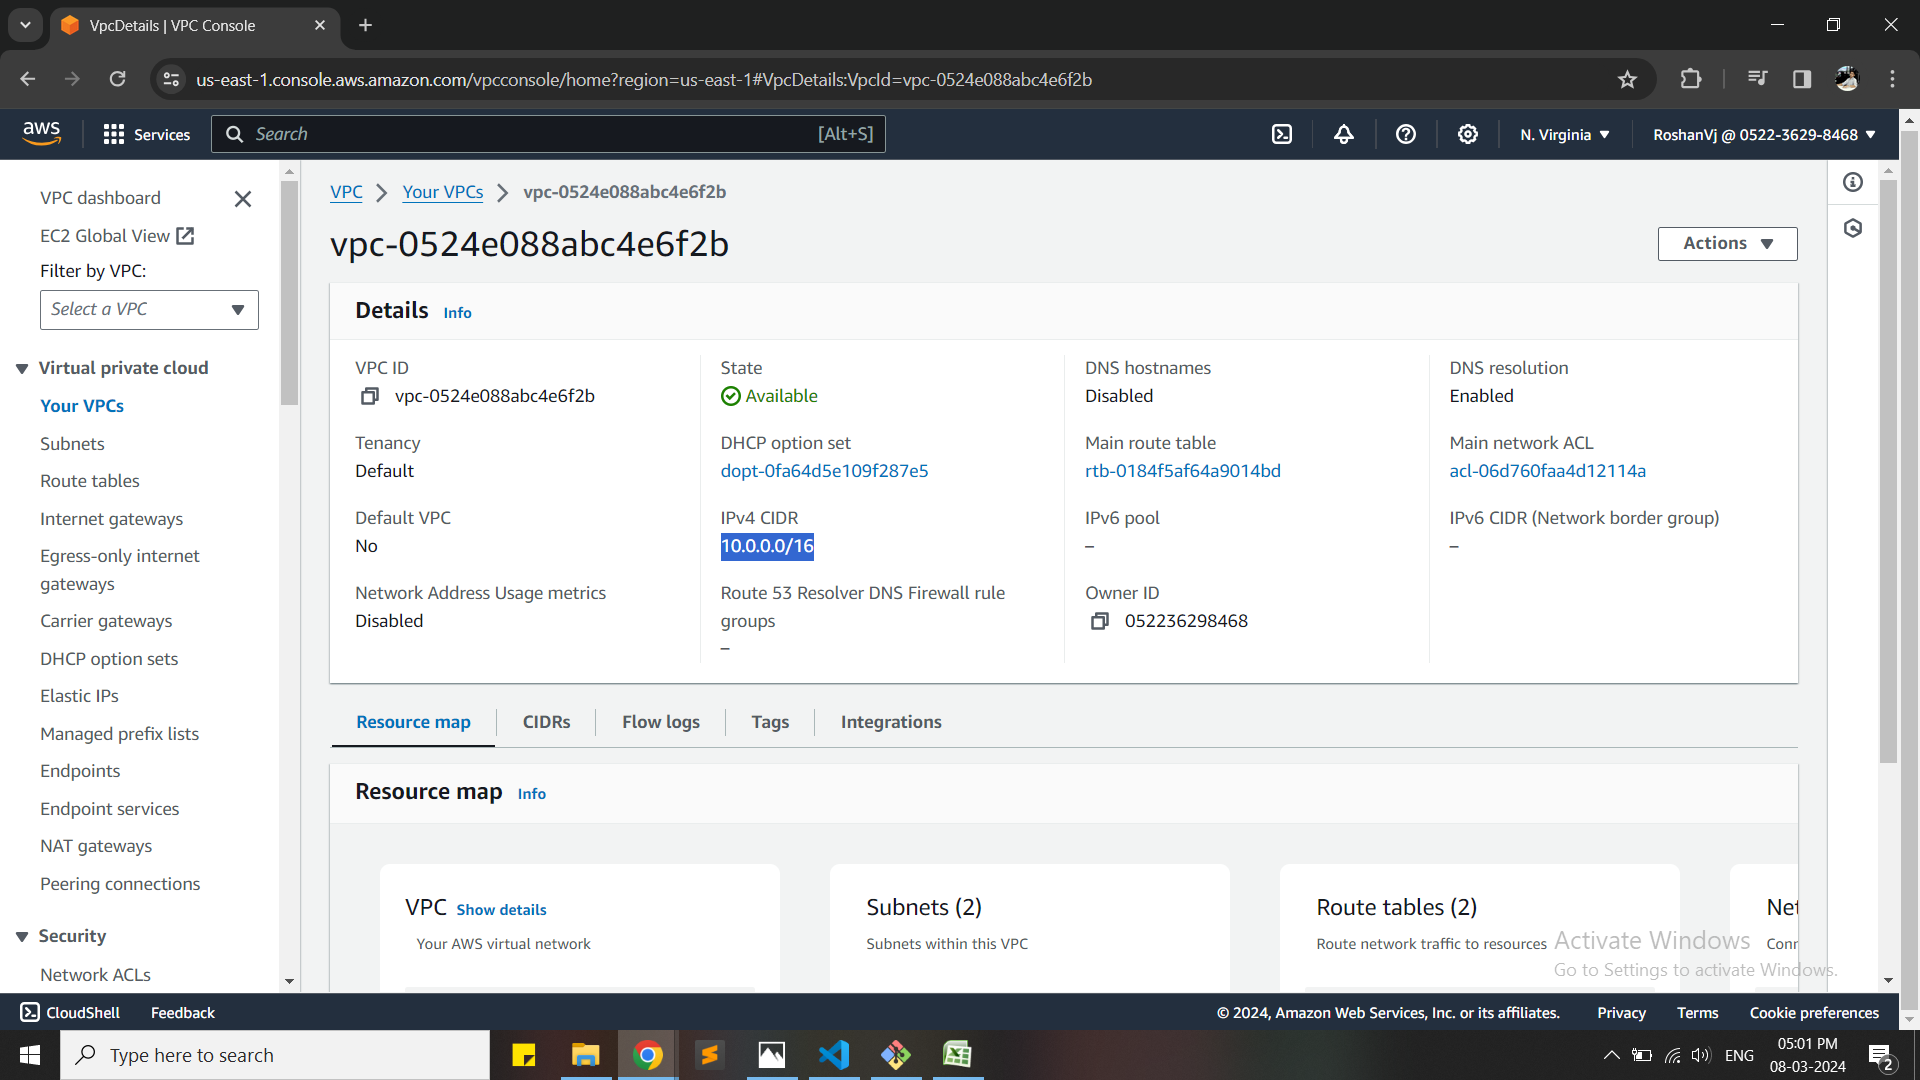 VpcDetails | VPC Console
us-east-1.console.aws.amazon.com/vpcconsole/home?region=us-east-1#VpcDetails:VpcId=vpc-0524e088abc4e6f2b
aws
Services
Search
[Alt+S]
N. Virginia
RoshanVj @ 0522-3629-8468
VPC dashboard
EC2 Global View
Filter by VPC:
Select a VPC
Virtual private cloud
Your VPCs
Subnets
Route tables
Internet gateways
Egress-only internet
gateways
Carrier gateways
DHCP option sets
Elastic IPs
Managed prefix lists
Endpoints
Endpoint services
NAT gateways
Peering connections
Security
Network ACLs
VPC
Your VPCs
vpc-0524e088abc4e6f2b
vpc-0524e088abc4e6f2b
Actions
Details
Info
VPC ID
vpc-0524e088abc4e6f2b
State
Available
DNS hostnames
Disabled
DNS resolution
Enabled
Tenancy
Default
DHCP option set
dopt-0fa64d5e109f287e5
Main route table
rtb-0184f5af64a9014bd
Main network ACL
acl-06d760faa4d12114a
Default VPC
No
IPv4 CIDR
10.0.0.0/16
IPv6 pool
–
IPv6 CIDR (Network border group)
–
Network Address Usage metrics
Disabled
Route 53 Resolver DNS Firewall rule
groups
–
Owner ID
052236298468
Resource map
CIDRs
Flow logs
Tags
Integrations
Resource map
Info
VPC
Show details
Your AWS virtual network
Subnets (2)
Subnets within this VPC
Route tables (2)
Route network traffic to resources
Net
Conn
Activate Windows
Go to Settings to activate Windows.
CloudShell
Feedback
© 2024, Amazon Web Services, Inc. or its affiliates.
Privacy
Terms
Cookie preferences
Type here to search
ENG
05:01 PM
08-03-2024
2